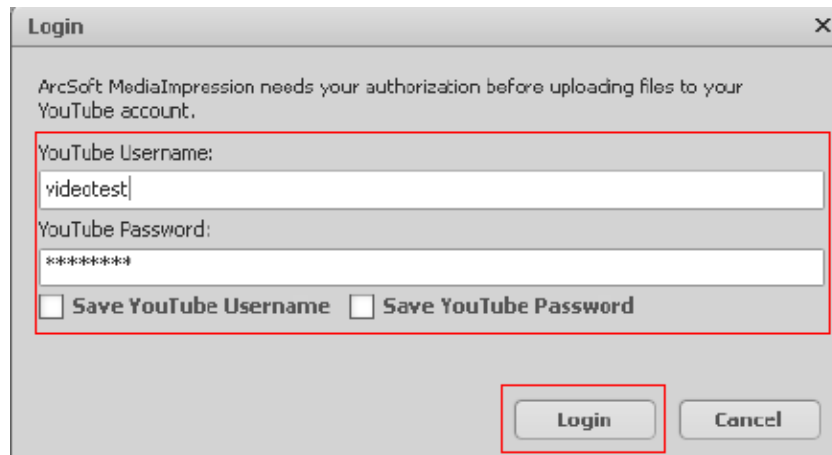 Login
ArcSoft MediaImpression needs your authorization before uploading files to your
YouTube account.
YouTube Username:
videotest
YouTube Password:
********
Save YouTube Username Save YouTube Password
Login Cancel